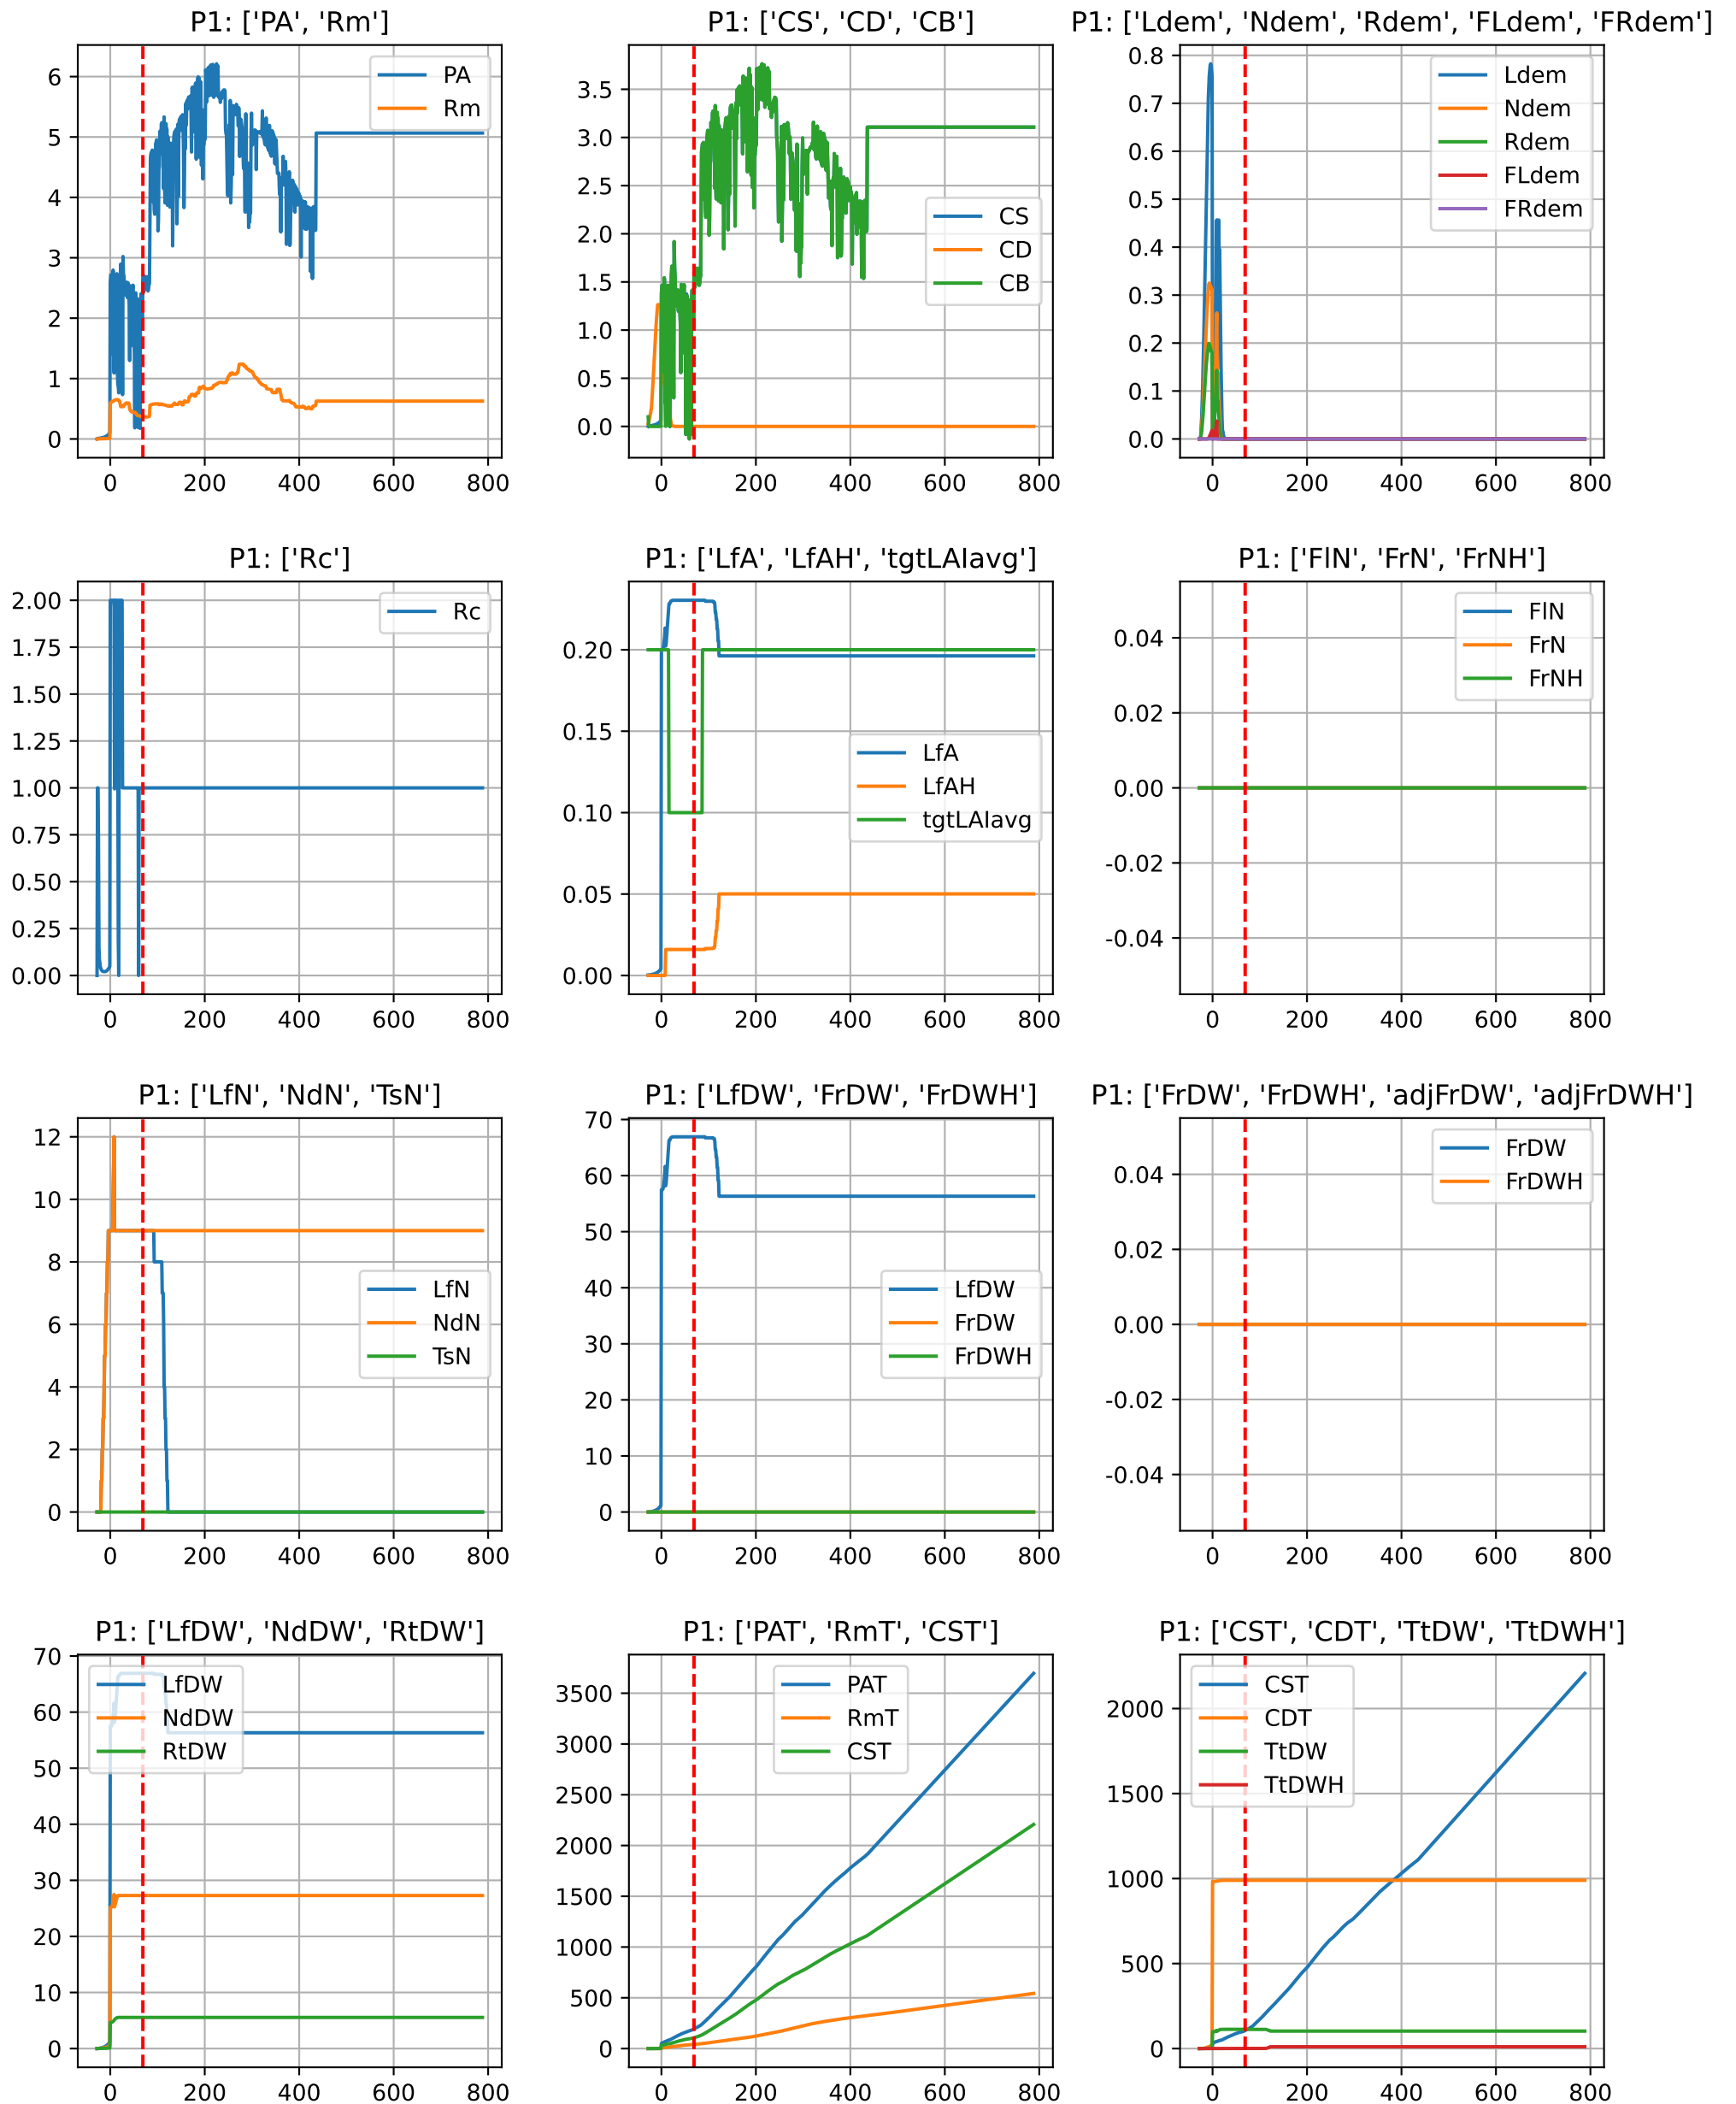 P1: ['PA', 'Rm']
6
5
4
3
2
1
0
0 200 400 600 800
PA
Rm
P1: ['CS', 'CD', 'CB']
3.5
3.0
2.5
2.0
1.5
1.0
0.5
0.0
0 200 400 600 800
CS
CD
CB
P1: ['Ldem', 'Ndem', 'Rdem', 'FLdem', 'FRdem']
0.8
0.7
0.6
0.5
0.4
0.3
0.2
0.1
0.0
0 200 400 600 800
Ldem
Ndem
Rdem
FLdem
FRdem
P1: ['Rc']
2.00
1.75
1.50
1.25
1.00
0.75
0.50
0.25
0.00
0 200 400 600 800
Rc
P1: ['LfA', 'LfAH', 'tgtLAIavg']
0.20
0.15
0.10
0.05
0.00
0 200 400 600 800
LfA
LfAH
tgtLAIavg
P1: ['FlN', 'FrN', 'FrNH']
0.04
0.02
0.00
-0.02
-0.04
0 200 400 600 800
FlN
FrN
FrNH
P1: ['LfN', 'NdN', 'TsN']
12
10
8
6
4
2
0
0 200 400 600 800
LfN
NdN
TsN
P1: ['LfDW', 'FrDW', 'FrDWH']
70
60
50
40
30
20
10
0
0 200 400 600 800
LfDW
FrDW
FrDWH
P1: ['FrDW', 'FrDWH', 'adjFrDW', 'adjFrDWH']
0.04
0.02
0.00
-0.02
-0.04
0 200 400 600 800
FrDW
FrDWH
P1: ['LfDW', 'NdDW', 'RtDW']
70
60
50
40
30
20
10
0
0 200 400 600 800
LfDW
NdDW
RtDW
P1: ['PAT', 'RmT', 'CST']
3500
3000
2500
2000
1500
1000
500
0
0 200 400 600 800
PAT
RmT
CST
P1: ['CST', 'CDT', 'TtDW', 'TtDWH']
2000
1500
1000
500
0
0 200 400 600 800
CST
CDT
TtDW
TtDWH